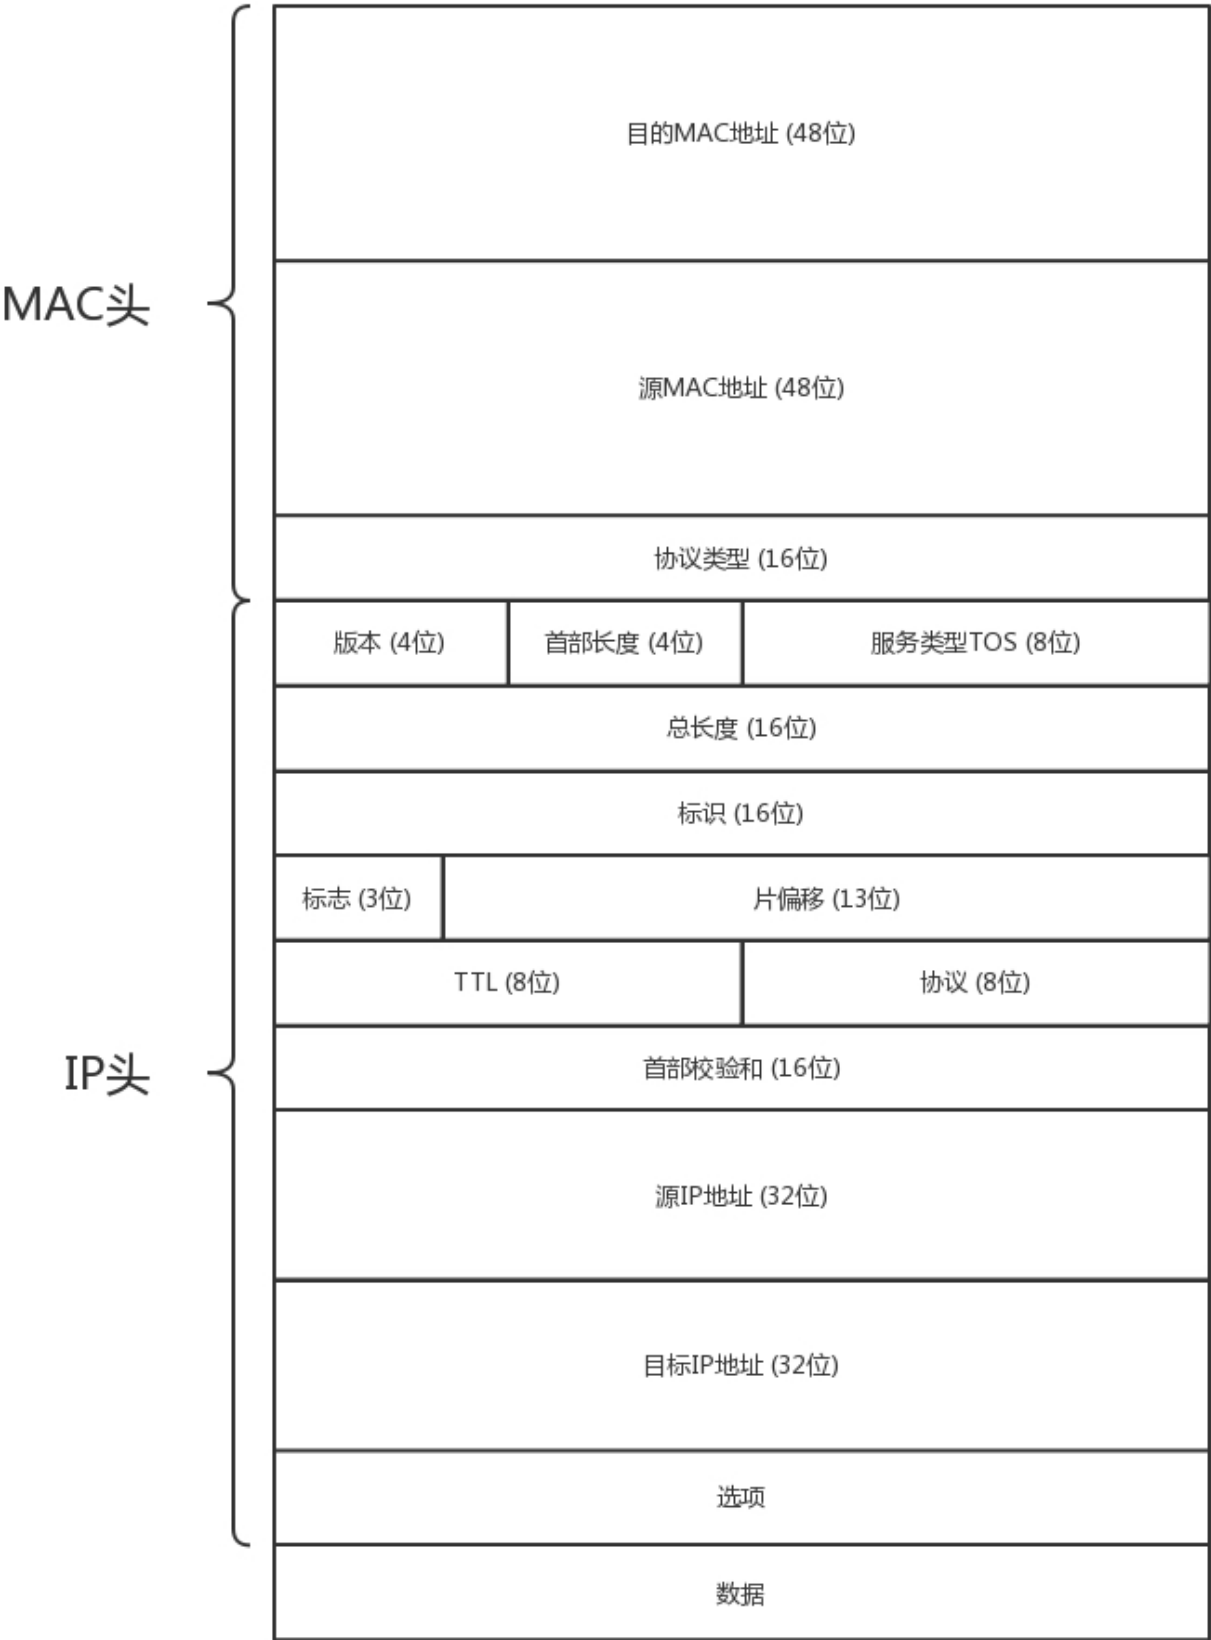 MAC头
目的MAC地址 (48位)
源MAC地址 (48位)
协议类型 (16位)
IP头
版本 (4位)
首部长度 (4位)
服务类型TOS (8位)
总长度 (16位)
标识 (16位)
标志 (3位)
片偏移 (13位)
TTL (8位)
协议 (8位)
首部校验和 (16位)
源IP地址 (32位)
目标IP地址 (32位)
选项
数据